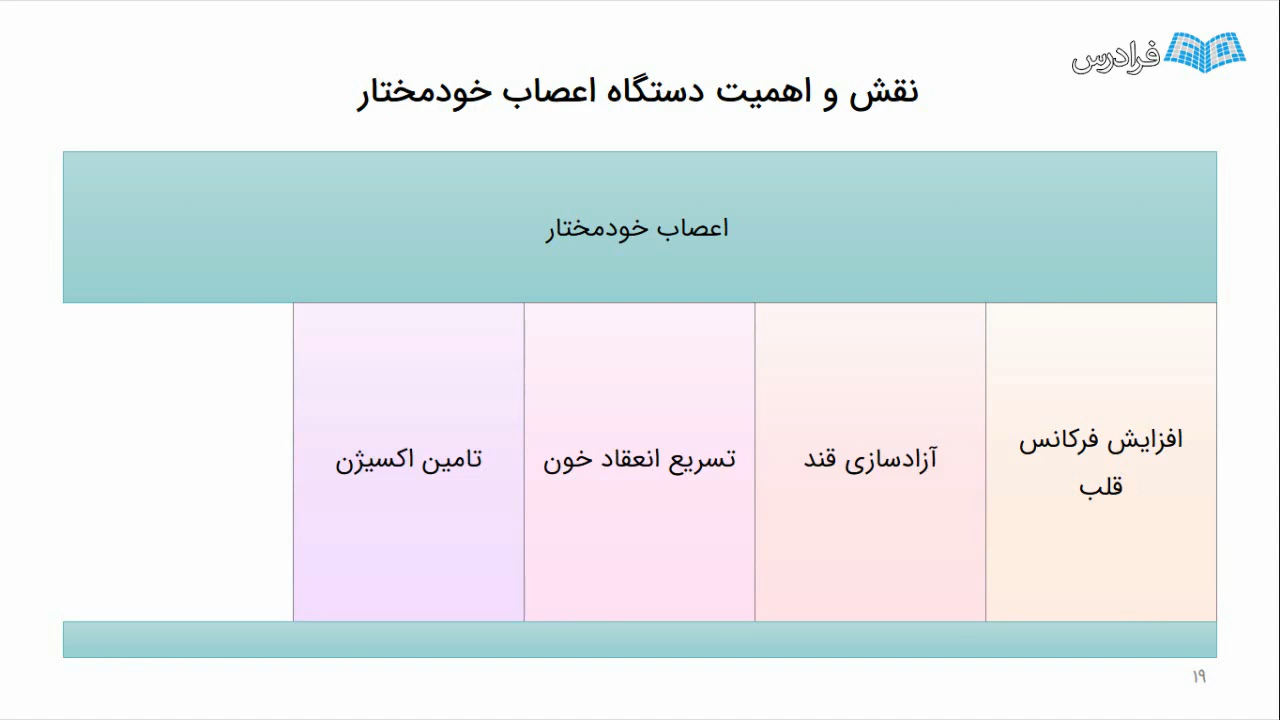 فرادرس
نقش و اهمیت دستگاه اعصاب خودمختار
اعصاب خودمختار
افزایش فرکانس
قلب
آزادسازی قند
تسریع انعقاد خون
تامین اکسیژن
۱۹